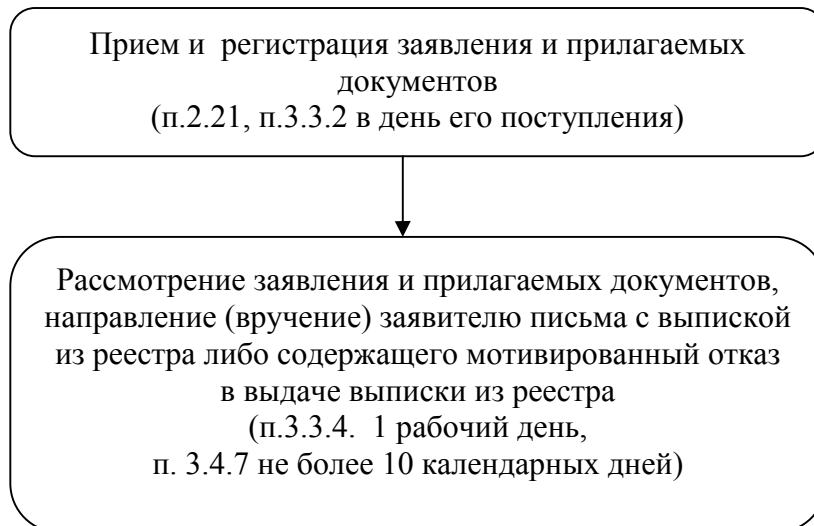 Прием и  регистрация заявления и прилагаемых
документов
(п.2.21, п.3.3.2 в день его поступления)
Рассмотрение заявления и прилагаемых документов,
направление (вручение) заявителю письма с выпиской
из реестра либо содержащего мотивированный отказ
в выдаче выписки из реестра
(п.3.3.4.  1 рабочий день,
п. 3.4.7 не более 10 календарных дней)